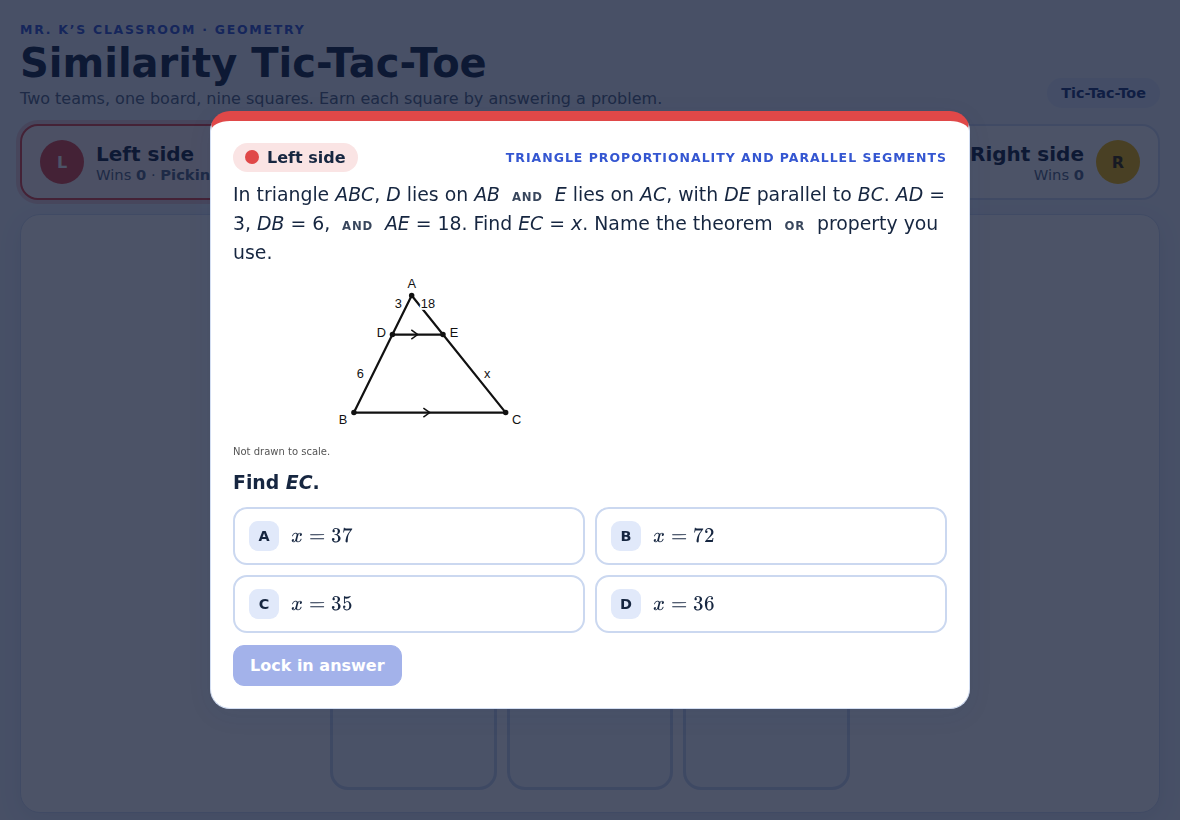 MR. K’S CLASSROOM · GEOMETRY
Similarity Tic-Tac-Toe
Two teams, one board, nine squares. Earn each square by answering a problem.
Tic-Tac-Toe
L
Left side
Wins 0 · Pickin
Right side
Wins 0
R
Left side
TRIANGLE PROPORTIONALITY AND PARALLEL SEGMENTS
In triangle ABC, D lies on AB AND E lies on AC, with DE parallel to BC. AD =
3, DB = 6, AND AE = 18. Find EC = x. Name the theorem OR property you
use.
A
3 18
D E
6 x
B C
Not drawn to scale.
Find EC.
A x = 37
B x = 72
C x = 35
D x = 36
Lock in answer